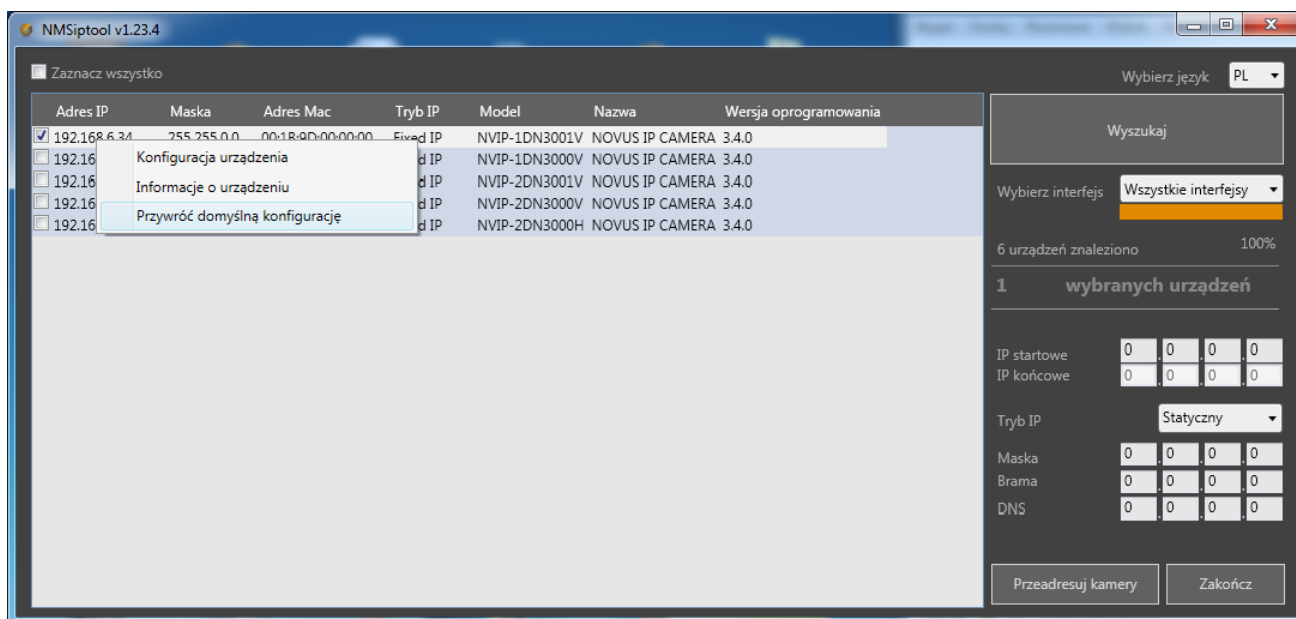 NMSiptool v1.23.4
Zaznacz wszystko
Wybierz język PL
Adres IP Maska Adres Mac Tryb IP Model Nazwa Wersja oprogramowania
192.168.6.34 255.255.0.0 00:1B:9D:00:00:00 Fixed IP NVIP-1DN3001V NOVUS IP CAMERA 3.4.0
192.16 d IP NVIP-1DN3000V NOVUS IP CAMERA 3.4.0
192.16 d IP NVIP-2DN3001V NOVUS IP CAMERA 3.4.0
192.16 d IP NVIP-2DN3000V NOVUS IP CAMERA 3.4.0
192.16 d IP NVIP-2DN3000H NOVUS IP CAMERA 3.4.0
Konfiguracja urządzenia
Informacje o urządzeniu
Przywróć domyślną konfigurację
Wyszukaj
Wybierz interfejs Wszystkie interfejsy
6 urządzeń znaleziono 100%
1 wybranych urządzeń
IP startowe 0 . 0 . 0 . 0
IP końcowe 0 . 0 . 0 . 0
Tryb IP Statyczny
Maska 0 . 0 . 0 . 0
Brama 0 . 0 . 0 . 0
DNS 0 . 0 . 0 . 0
Przeadresuj kamery Zakończ